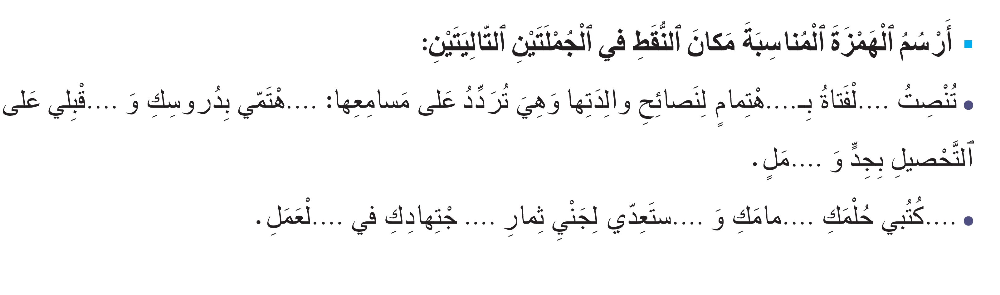 ▪ أَرْسُمُ ٱلْهَمْزَةَ ٱلْمُناسِبَةَ مَكانَ ٱلنُّقَطِ في ٱلْجُمْلَتَيْنِ ٱلتّالِيَتَيْنِ:
● تُنْصِتُ ....لْفَتاةُ بِـ....هْتِمامٍ لِنَصائِحِ والِدَتِها وَهِيَ تُرَدِّدُ عَلى مَسامِعِها: ....هْتَمّي بِدُروسِكِ وَ ....قْبِلِي عَلى
ٱلتَّحْصيلِ بِجِدٍّ وَ ....مَلٍ.
● ....كُتُبي حُلْمَكِ ....مامَكِ وَ ....ستَعِدّي لِجَنْيِ ثِمارِ .... جْتِهادِكِ في ....لْعَمَلِ.